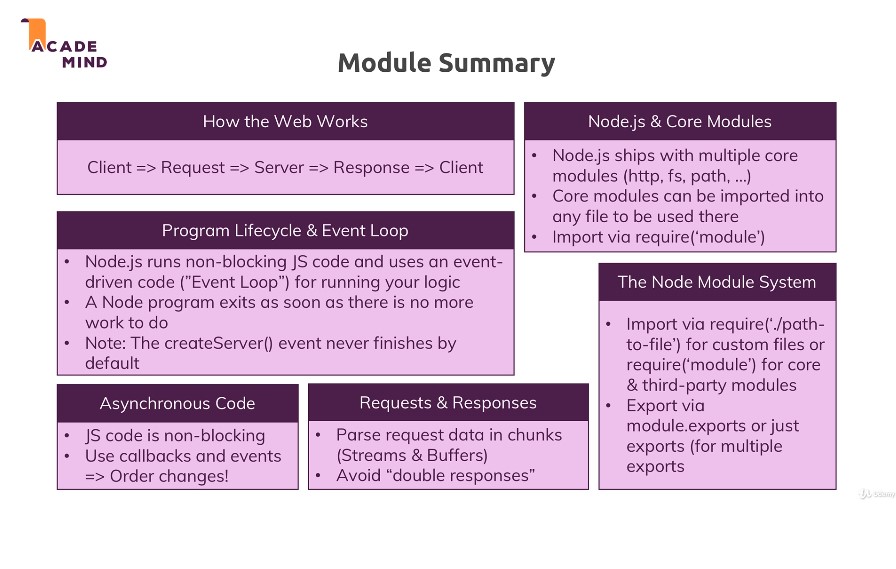 ACADE
MIND
Module Summary
How the Web Works
Client => Request => Server => Response => Client
Program Lifecycle & Event Loop
• Node.js runs non-blocking JS code and uses an event-
driven code (”Event Loop”) for running your logic
• A Node program exits as soon as there is no more
work to do
• Note: The createServer() event never finishes by
default
Asynchronous Code
• JS code is non-blocking
• Use callbacks and events
=> Order changes!
Requests & Responses
• Parse request data in chunks
(Streams & Buffers)
• Avoid “double responses”
Node.js & Core Modules
• Node.js ships with multiple core
modules (http, fs, path, ...)
• Core modules can be imported into
any file to be used there
• Import via require(‘module’)
The Node Module System
• Import via require(‘./path-
to-file’) for custom files or
require(‘module’) for core
& third-party modules
• Export via
module.exports or just
exports (for multiple
exports
Udemy